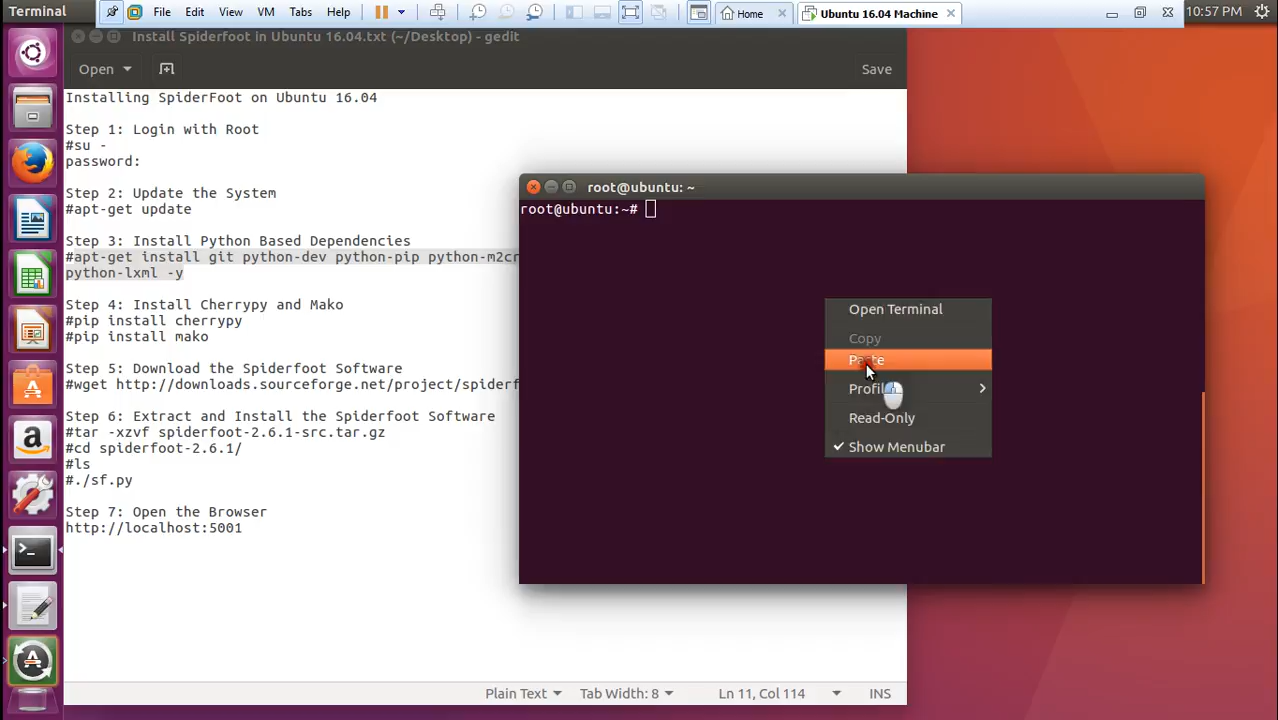 Terminal
File Edit View VM Tabs Help
Home
Ubuntu 16.04 Machine
10:57 PM
Install Spiderfoot in Ubuntu 16.04.txt (~/Desktop) - gedit
Open
Save
Installing SpiderFoot on Ubuntu 16.04
Step 1: Login with Root
#su -
password:
Step 2: Update the System
#apt-get update
Step 3: Install Python Based Dependencies
#apt-get install git python-dev python-pip python-m2cr
python-lxml -y
Step 4: Install Cherrypy and Mako
#pip install cherrypy
#pip install mako
Step 5: Download the Spiderfoot Software
#wget http://downloads.sourceforge.net/project/spiderf
Step 6: Extract and Install the Spiderfoot Software
#tar -xzvf spiderfoot-2.6.1-src.tar.gz
#cd spiderfoot-2.6.1/
#ls
#./sf.py
Step 7: Open the Browser
http://localhost:5001
root@ubuntu: ~
root@ubuntu:~#
Open Terminal
Copy
Paste
Profil
Read-Only
Show Menubar
Plain Text
Tab Width: 8
Ln 11, Col 114
INS